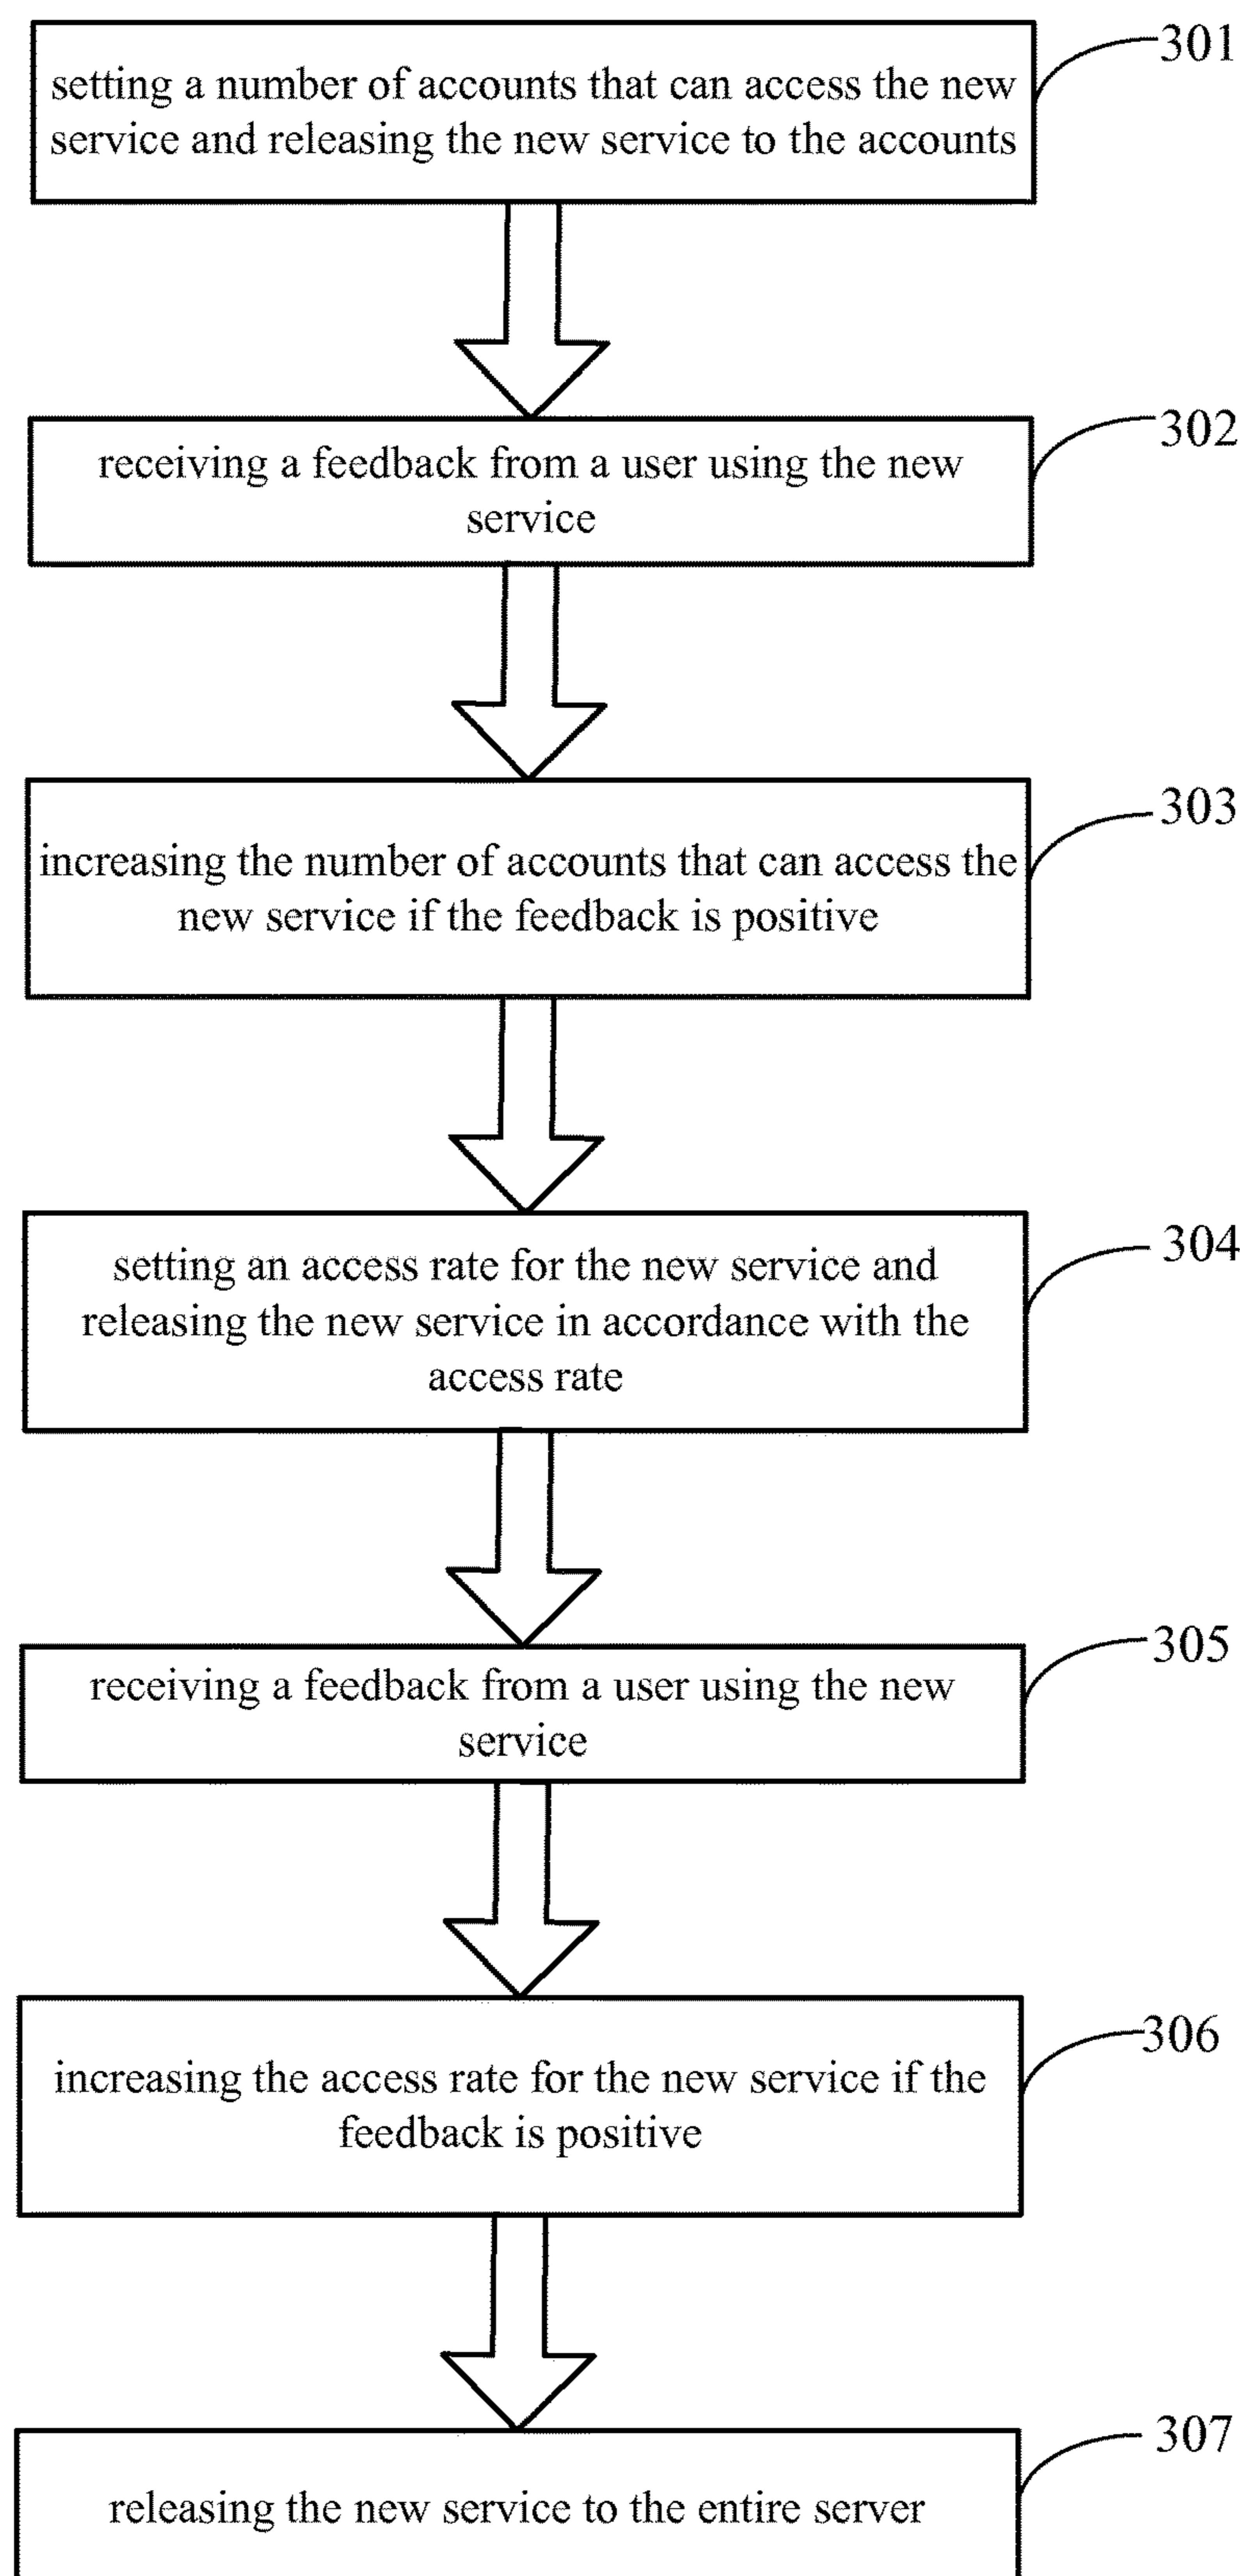 301
setting a number of accounts that can access the new
service and releasing the new service to the accounts
302
receiving a feedback from a user using the new
service
303
increasing the number of accounts that can access the
new service if the feedback is positive
304
setting an access rate for the new service and
releasing the new service in accordance with the
access rate
305
receiving a feedback from a user using the new
service
306
increasing the access rate for the new service if the
feedback is positive
307
releasing the new service to the entire server